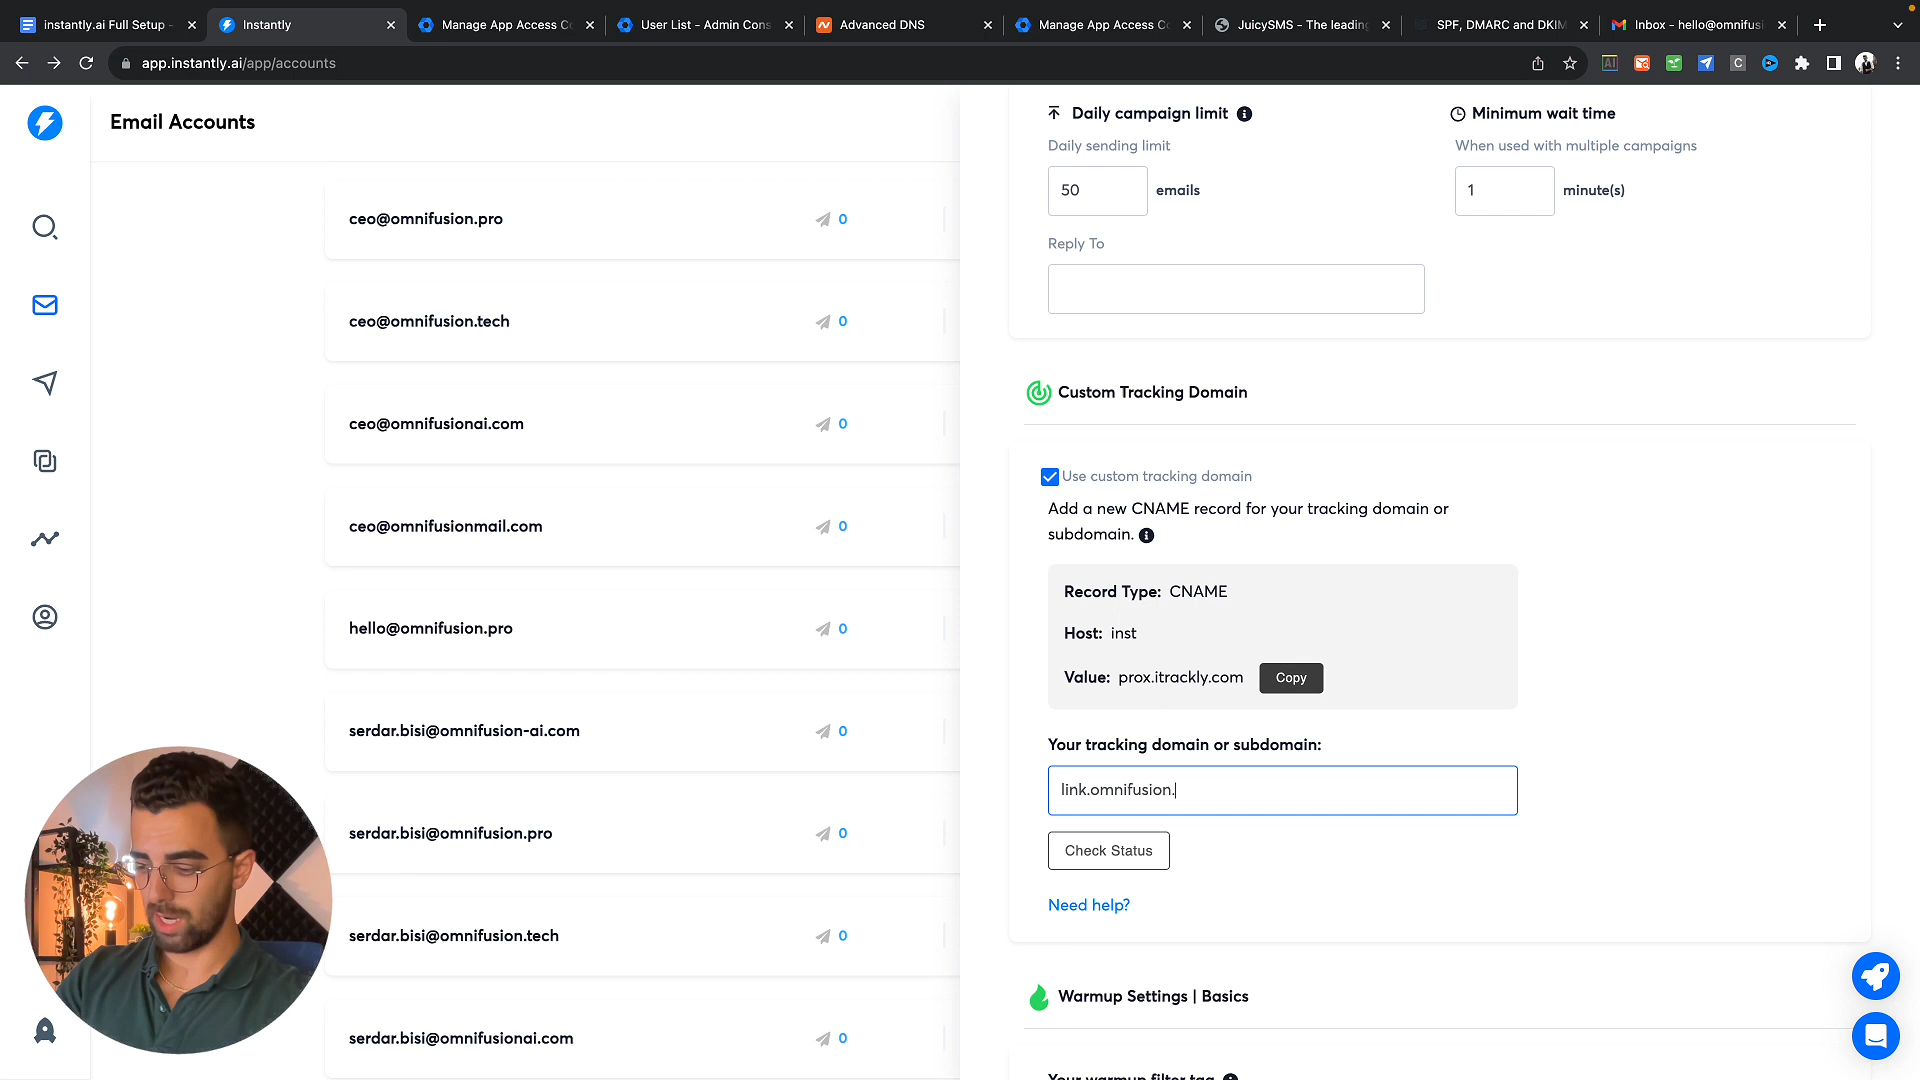 instantly.ai Full Setup -
Instantly
Manage App Access Co
User List - Admin Cons
Advanced DNS
Manage App Access Co
JuicySMS - The leading
SPF, DMARC and DKIM
Inbox - hello@omnifusi
app.instantly.ai/app/accounts
Email Accounts
ceo@omnifusion.pro 0
ceo@omnifusion.tech 0
ceo@omnifusionai.com 0
ceo@omnifusionmail.com 0
hello@omnifusion.pro 0
serdar.bisi@omnifusion-ai.com 0
serdar.bisi@omnifusion.pro 0
serdar.bisi@omnifusion.tech 0
serdar.bisi@omnifusionai.com 0
Daily campaign limit
Daily sending limit
50 emails
Minimum wait time
When used with multiple campaigns
1 minute(s)
Reply To
Custom Tracking Domain
Use custom tracking domain
Add a new CNAME record for your tracking domain or
subdomain.
Record Type: CNAME
Host: inst
Value: prox.itrackly.com Copy
Your tracking domain or subdomain:
link.omnifusion.
Check Status
Need help?
Warmup Settings | Basics
Your warmup filter tag